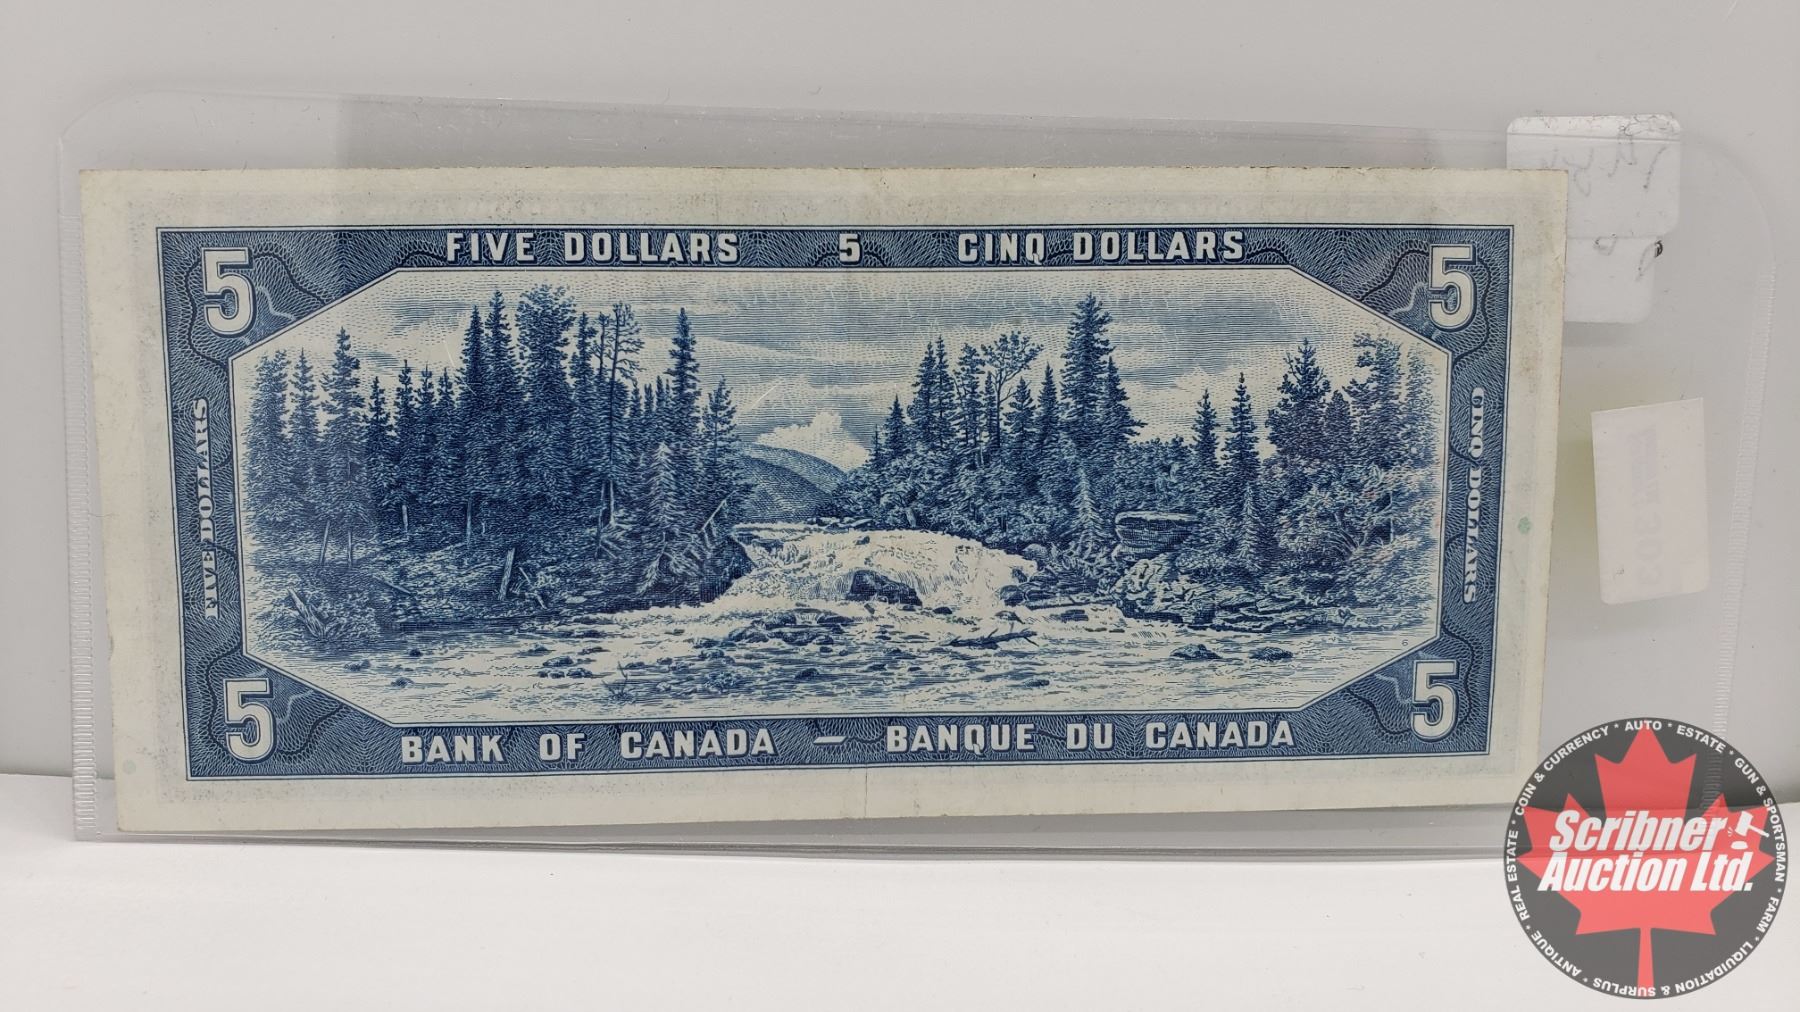 5 FIVE DOLLARS 5 CINQ DOLLARS 5
FIVE DOLLARS
CINQ DOLLARS
5 BANK OF CANADA — BANQUE DU CANADA 5
Scribner
Auction Ltd.
* AUTO * ESTATE * GUN & SPORTSMAN * FARM * LIQUIDATION & SURPLUS * ANTIQUE * REAL ESTATE * COIN & CURRENCY